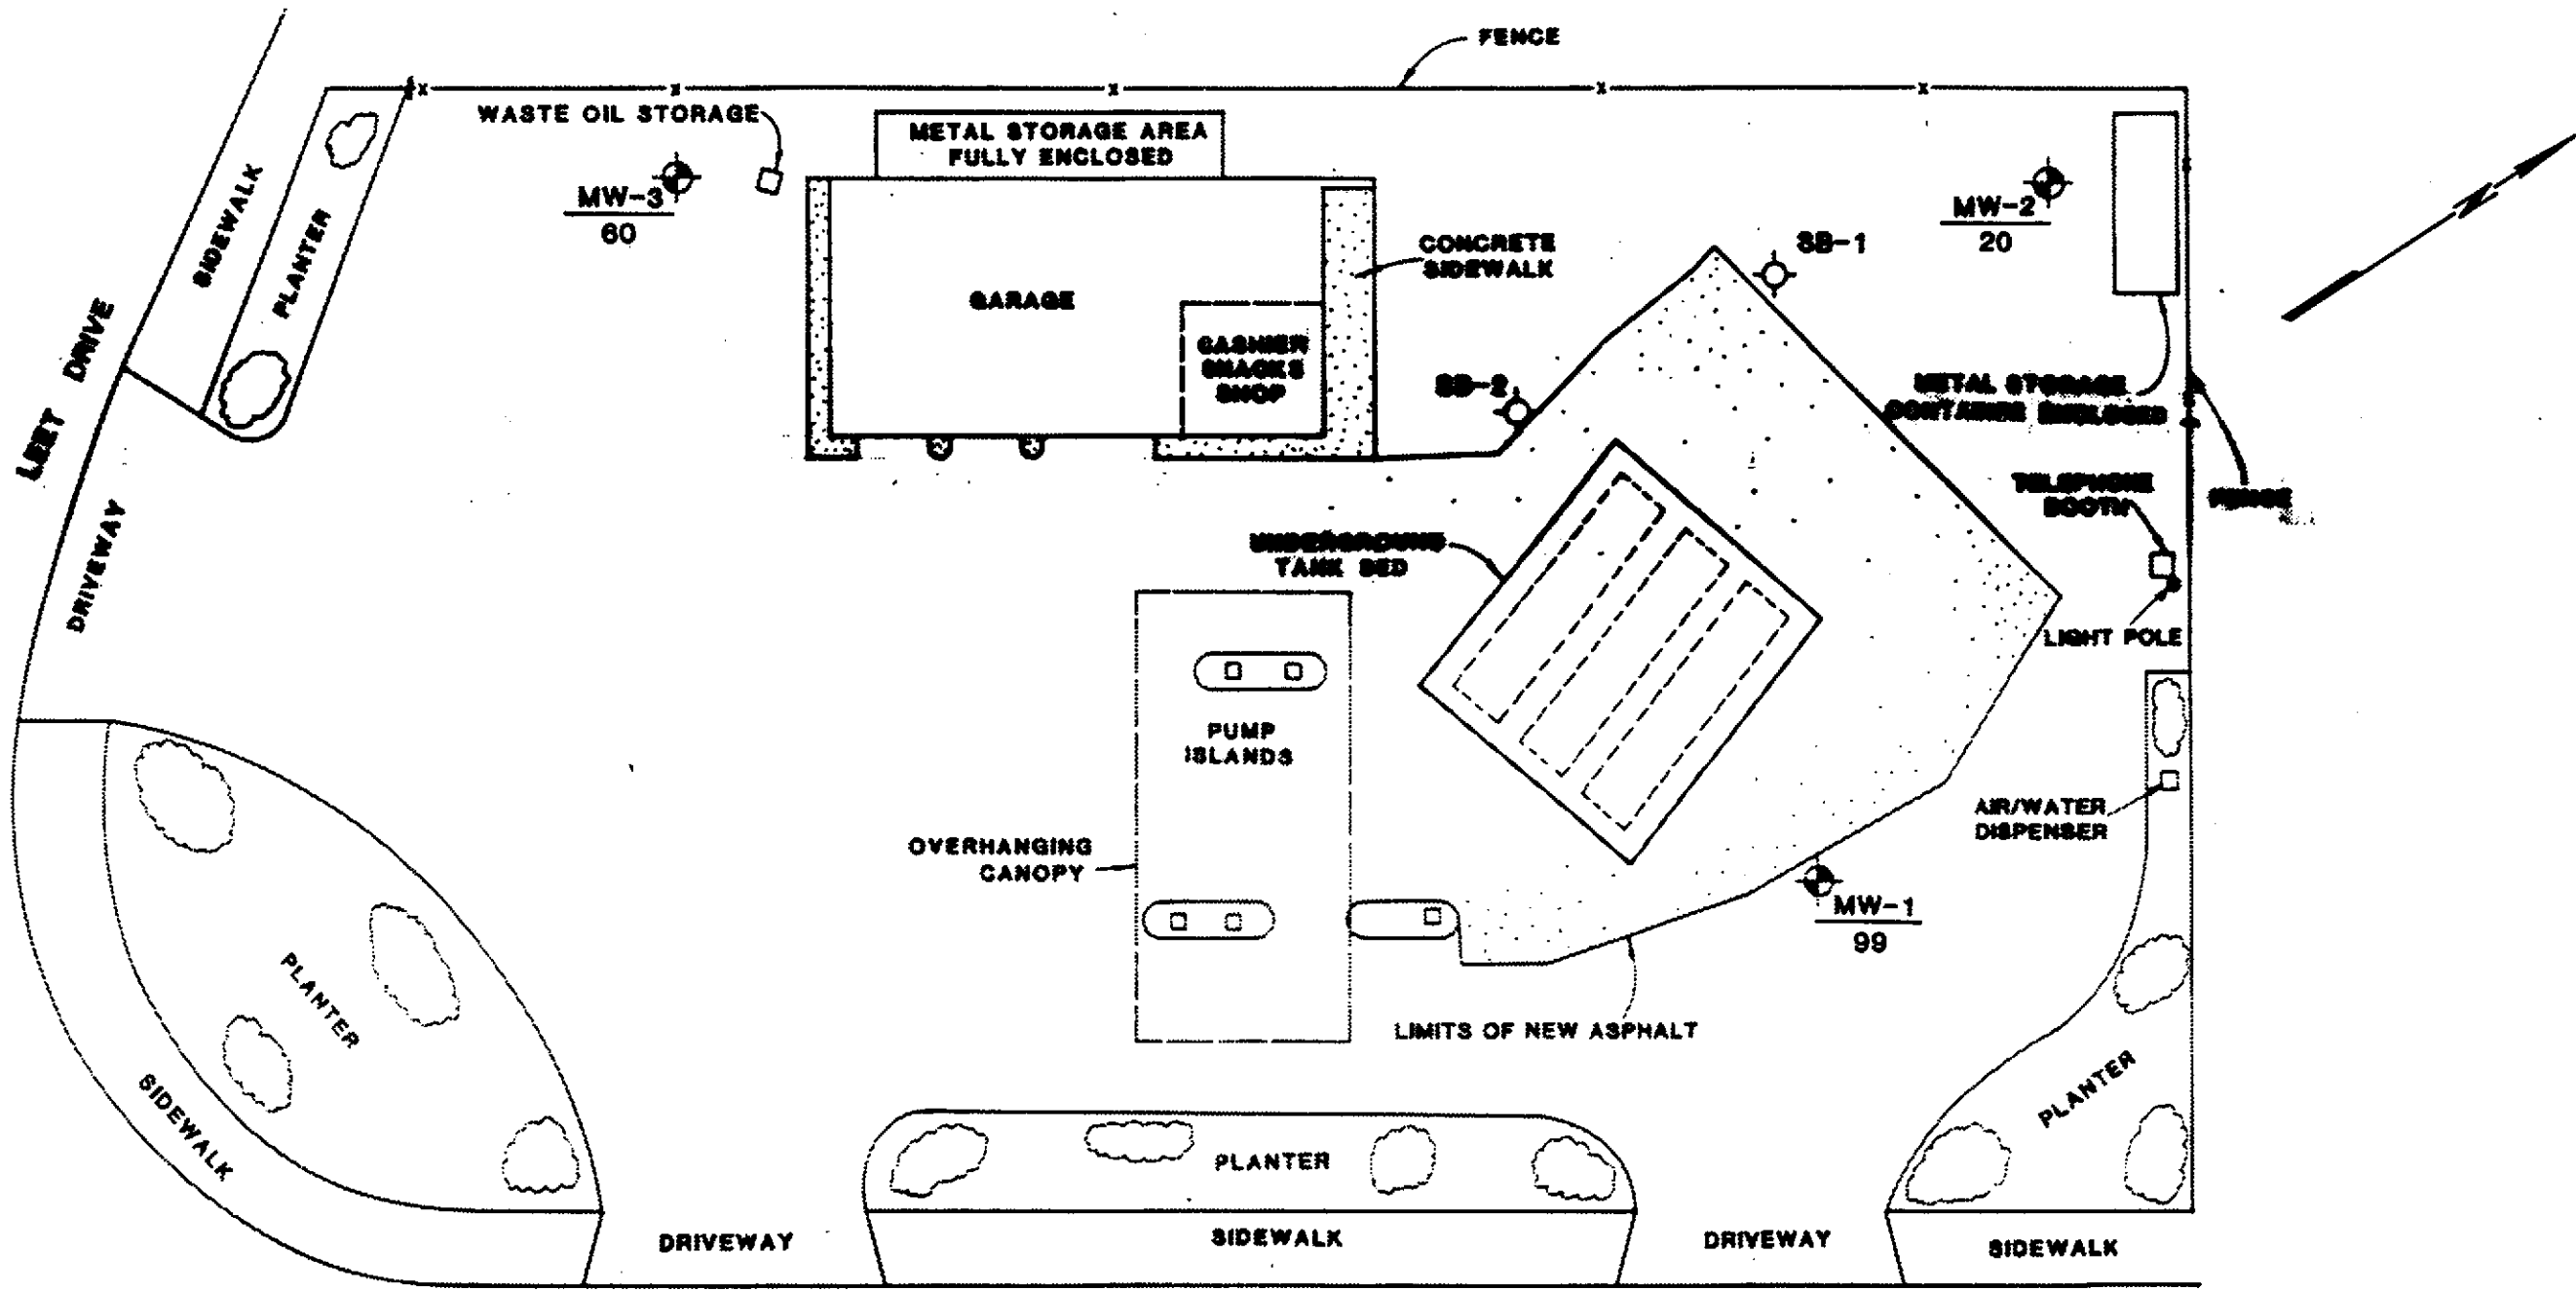 FENCE
WASTE OIL STORAGE
METAL STORAGE AREA
FULLY ENCLOSED
MW-3
60
MW-2
20
SIDEWALK
PLANTER
CONCRETE
SIDEWALK
SB-1
GARAGE
CASHIER
SNACKS
SHOP
SB-2
LEET DRIVE
METAL STORAGE
CONTAINER ENCLOSED
TELEPHONE
BOOTH
FENCE
DRIVEWAY
UNDERGROUND
TANK BED
LIGHT POLE
PUMP
ISLANDS
AIR/WATER
DISPENSER
OVERHANGING
CANOPY
MW-1
99
PLANTER
LIMITS OF NEW ASPHALT
SIDEWALK
PLANTER
PLANTER
DRIVEWAY
SIDEWALK
DRIVEWAY
SIDEWALK
N